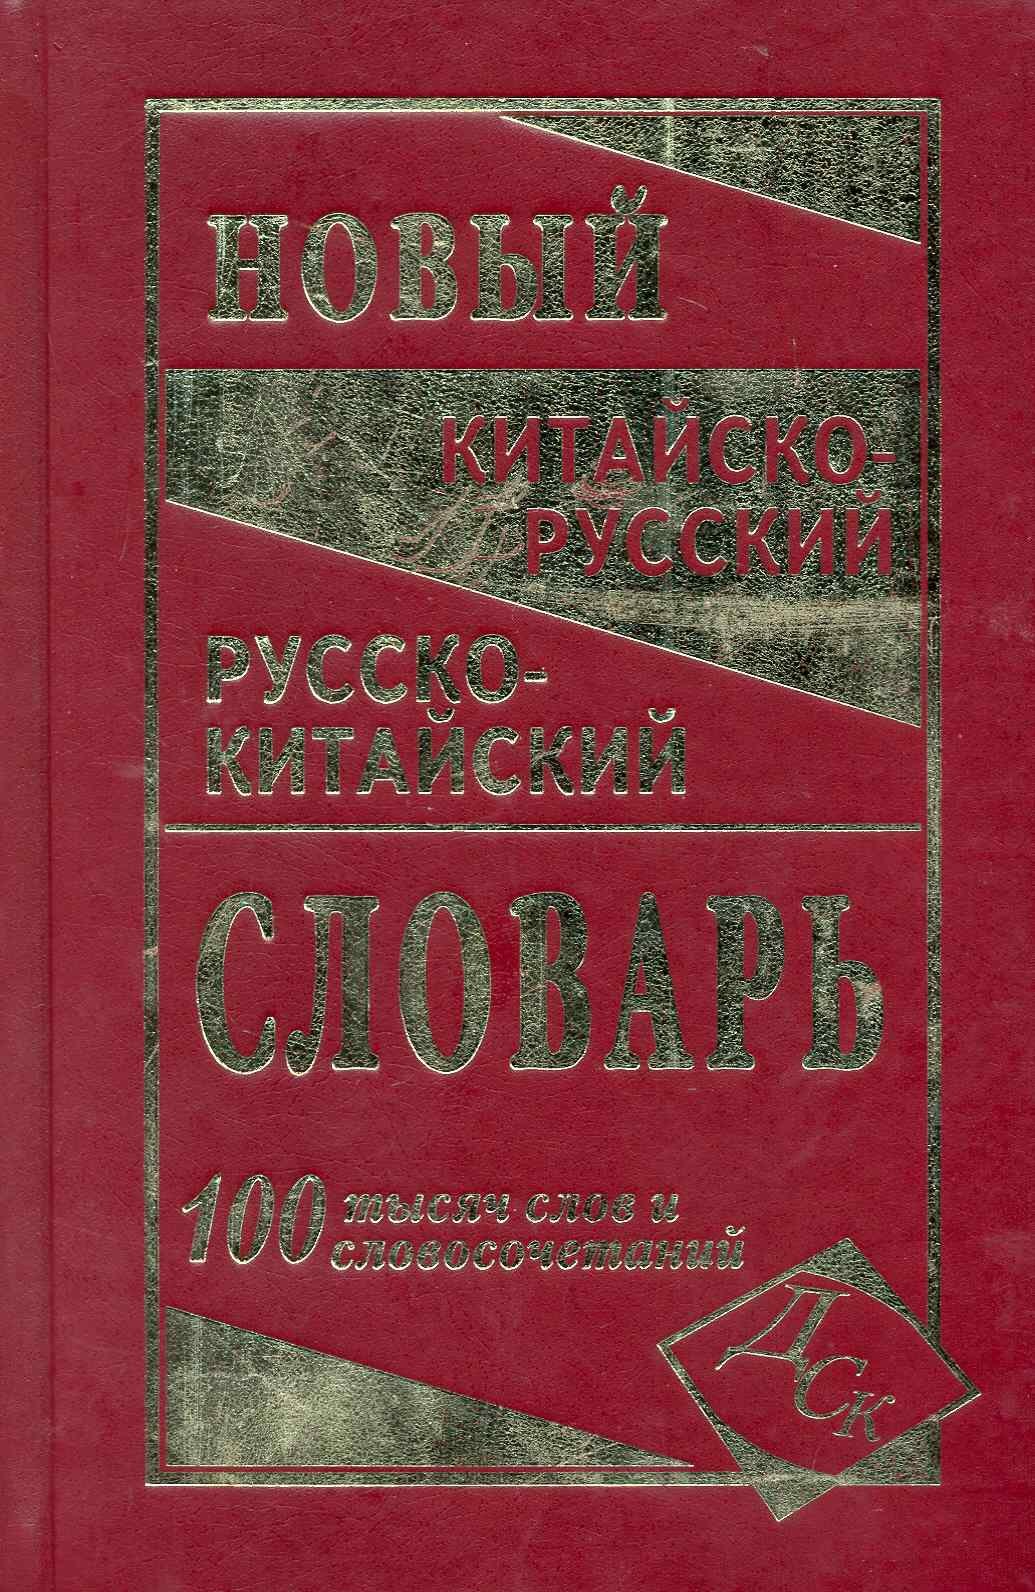 НОВЫЙ
КИТАЙСКО-
РУССКИЙ
РУССКО-
КИТАЙСКИЙ
СЛОВАРЬ
100 тысяч слов и
словосочетаний
ДСК